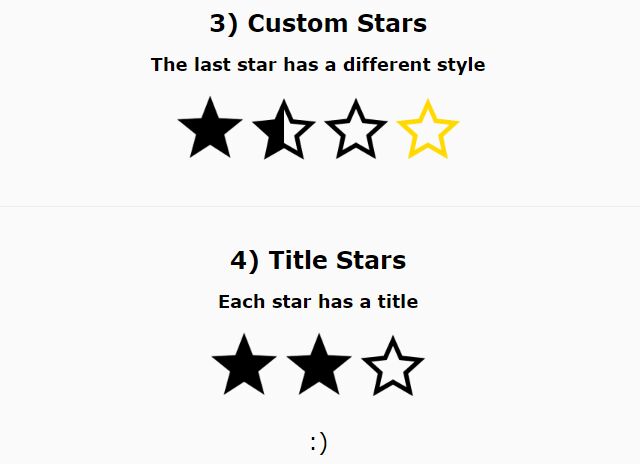 3) Custom Stars
The last star has a different style
4) Title Stars
Each star has a title
:)